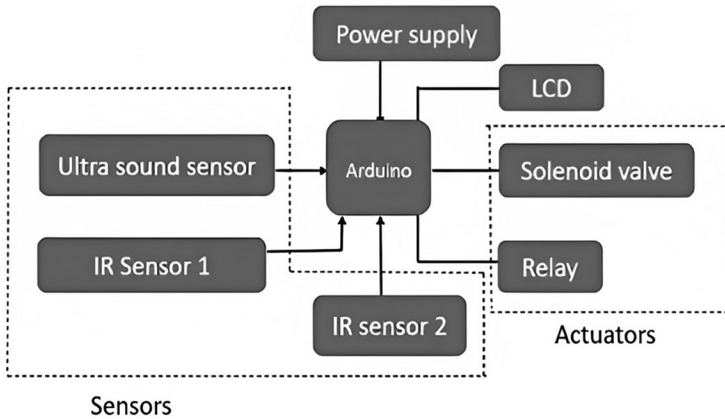 Power supply
LCD
Ultra sound sensor
Arduino
Solenoid valve
IR Sensor 1
Relay
IR sensor 2
Actuators
Sensors